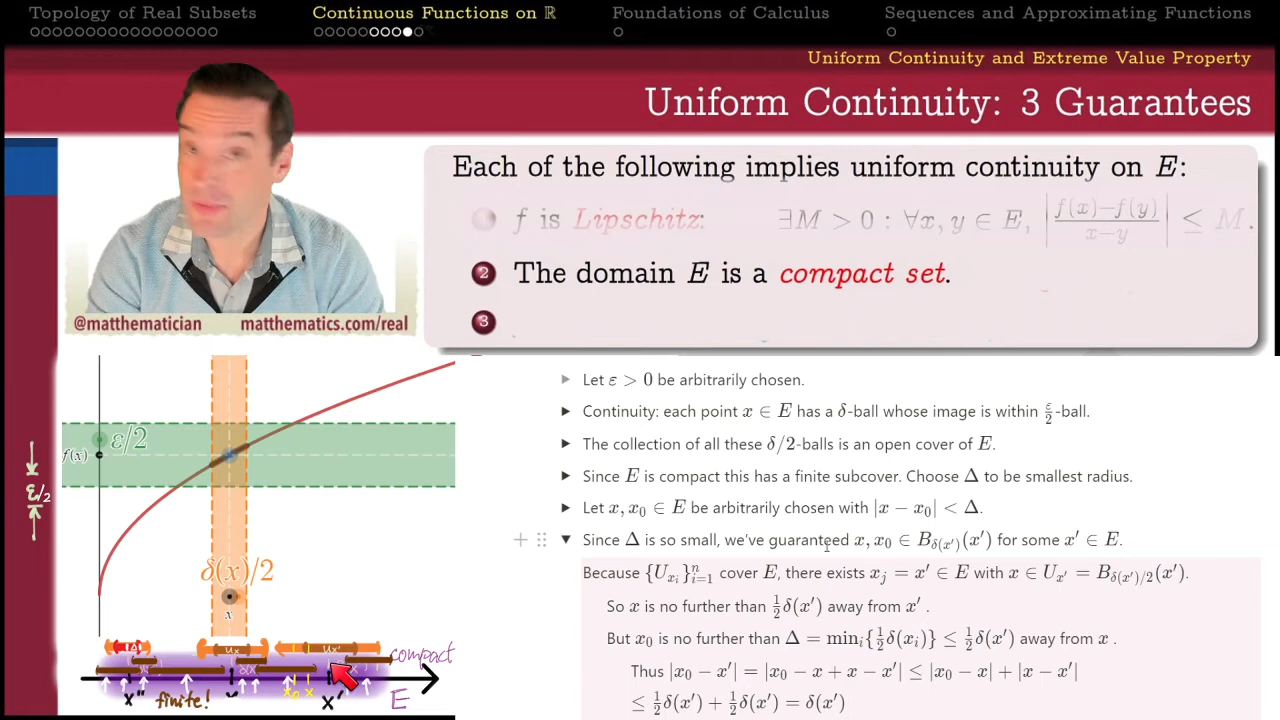 Topology of Real Subsets Continuous Functions on ℝ Foundations of Calculus Sequences and Approximating Functions
Uniform Continuity and Extreme Value Property
Uniform Continuity: 3 Guarantees
Each of the following implies uniform continuity on E:
f is Lipschitz: ∃M > 0 : ∀x, y ∈ E, |f(x)−f(y) / x−y| ≤ M.
2 The domain E is a compact set.
3
@matthematician matthematics.com/real
Let ε > 0 be arbitrarily chosen.
Continuity: each point x ∈ E has a δ-ball whose image is within ε/2-ball.
The collection of all these δ/2-balls is an open cover of E.
Since E is compact this has a finite subcover. Choose Δ to be smallest radius.
Let x, x₀ ∈ E be arbitrarily chosen with |x − x₀| < Δ.
Since Δ is so small, we've guaranteed x, x₀ ∈ B_δ(x′)(x′) for some x′ ∈ E.
Because {U_xᵢ}ⁿᵢ₌₁ cover E, there exists xⱼ = x′ ∈ E with x ∈ U_x′ = B_δ(x′)/2(x′).
So x is no further than ½δ(x′) away from x′ .
But x₀ is no further than Δ = minᵢ{½δ(xᵢ)} ≤ ½δ(x′) away from x .
Thus |x₀ − x′| = |x₀ − x + x − x′| ≤ |x₀ − x| + |x − x′|
≤ ½δ(x′) + ½δ(x′) = δ(x′)
ε/2
f(x)
ε/2
δ(x)/2
x
Δ Ux Ux′ compact
x₀ x
x″ finite! x′ E